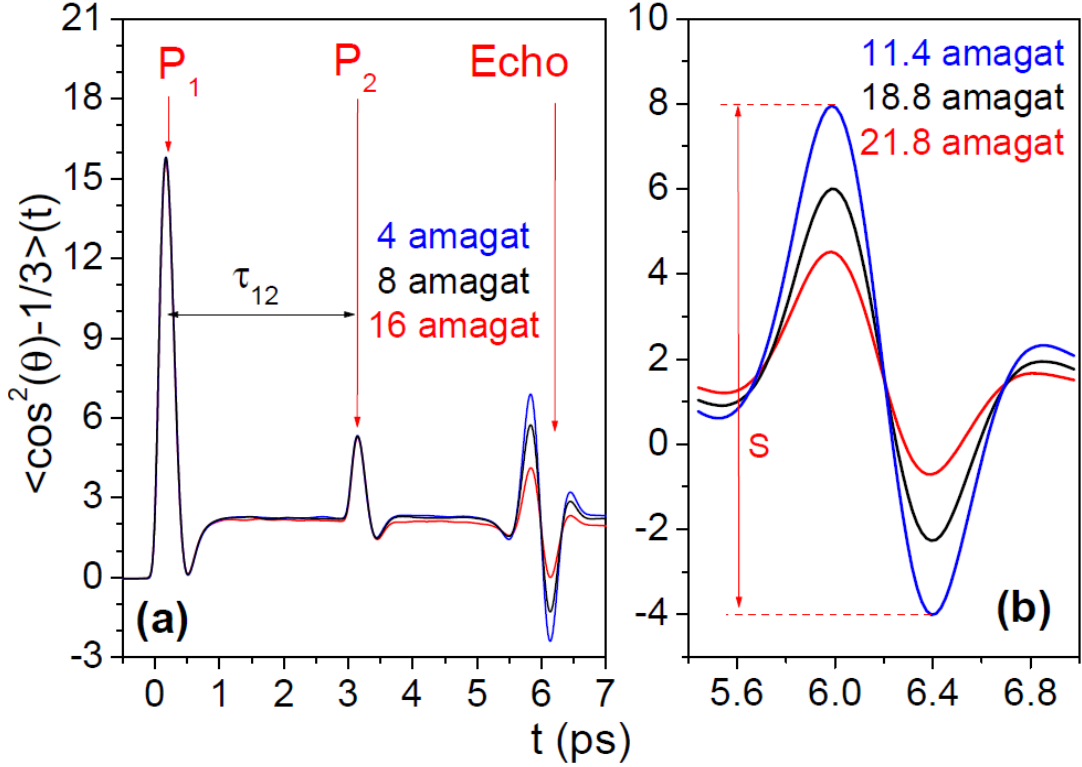 <cos²(θ)-1/3>(t)
21
18
15
12
9
6
3
0
-3
P₁
P₂
Echo
τ₁₂
4 amagat
8 amagat
16 amagat
(a)
0 1 2 3 4 5 6 7
10
8
6
4
2
0
-2
-4
11.4 amagat
18.8 amagat
21.8 amagat
S
(b)
5.6 6.0 6.4 6.8
t (ps)